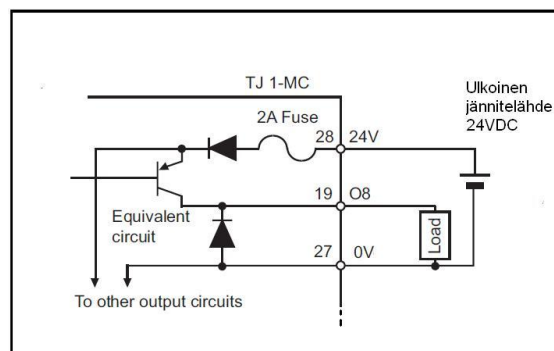 TJ 1-MC
Ulkoinen
jännitelähde
24VDC
2A Fuse
28
24V
19
O8
Equivalent
circuit
Load
27
0V
To other output circuits